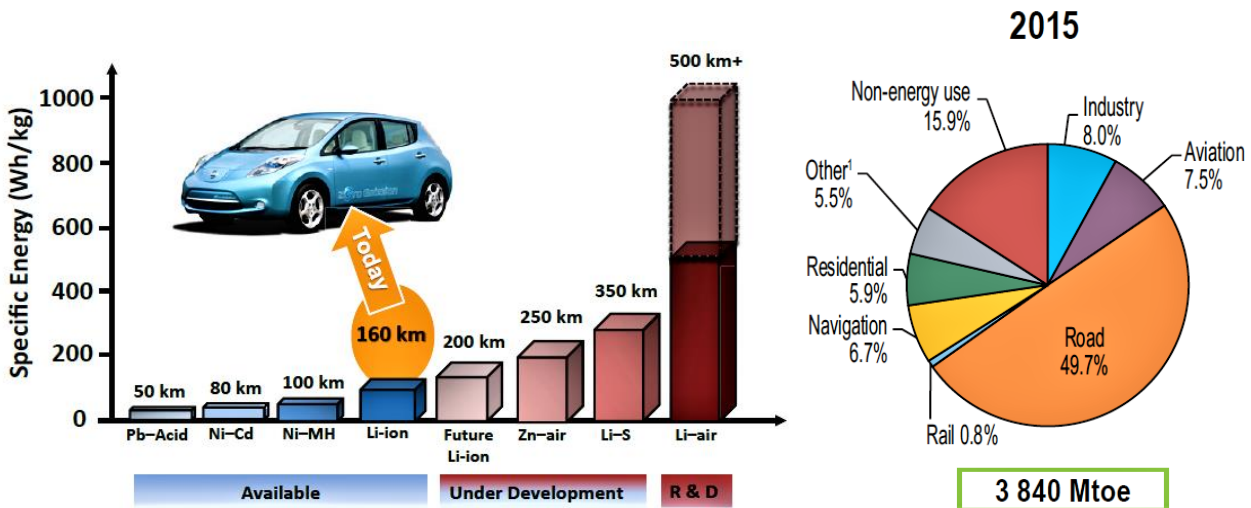 Specific Energy (Wh/kg)
1000
800
600
400
200
0
500 km+
350 km
250 km
200 km
160 km
100 km
80 km
50 km
Today
Zero Emission
Pb–Acid
Ni–Cd
Ni–MH
Li-ion
Future
Li-ion
Zn–air
Li–S
Li–air
Available
Under Development
R & D
2015
Non-energy use
15.9%
Industry
8.0%
Aviation
7.5%
Other¹
5.5%
Residential
5.9%
Navigation
6.7%
Road
49.7%
Rail 0.8%
3 840 Mtoe